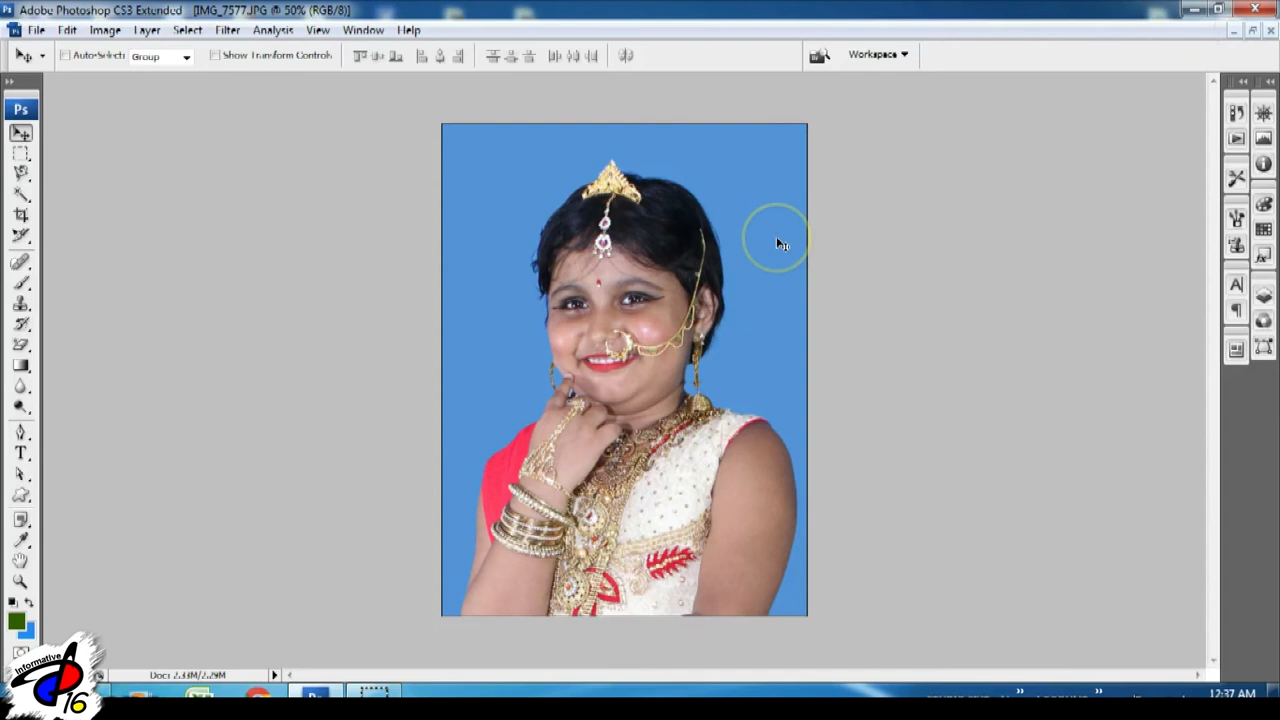 Adobe Photoshop CS3 Extended - [IMG_7577.JPG @ 50% (RGB/8)]
File Edit Image Layer Select Filter Analysis View Window Help
Auto-Select: Group Show Transform Controls Workspace
Ps
A
T
Doc: 2.33M/2.29M
Informative
16
Ps
12:37 AM